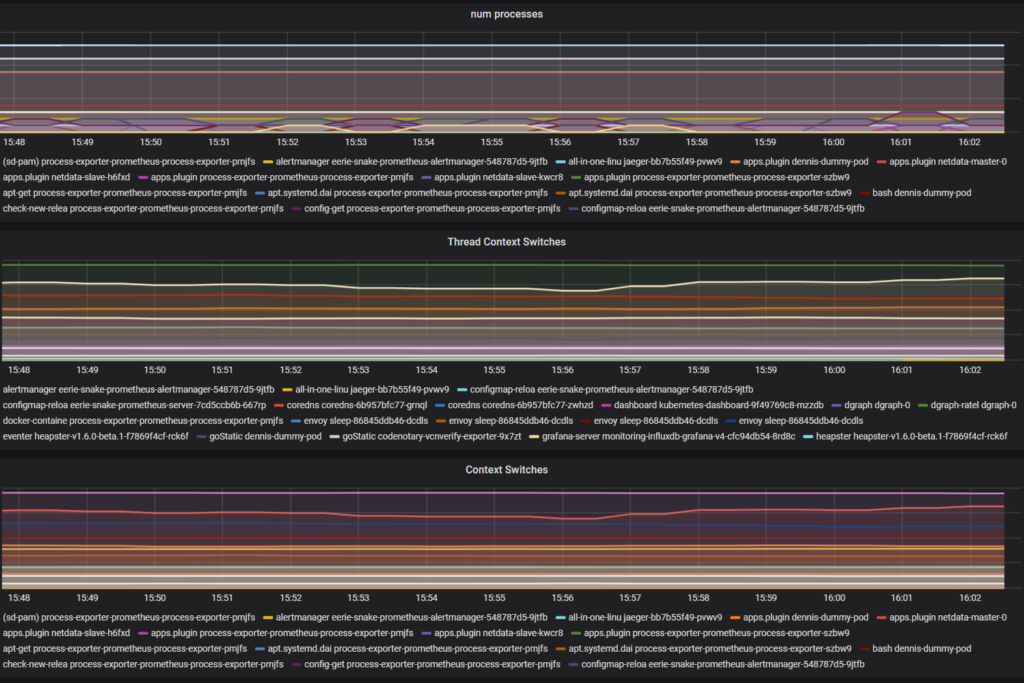 num processes
15:48 15:49 15:50 15:51 15:52 15:53 15:54 15:55 15:56 15:57 15:58 15:59 16:00 16:01 16:02
(sd-pam) process-exporter-prometheus-process-exporter-pmjfs alertmanager eerie-snake-prometheus-alertmanager-548787d5-9jtfb all-in-one-linu jaeger-bb7b55f49-pvwv9 apps.plugin dennis-dummy-pod apps.plugin netdata-master-0
apps.plugin netdata-slave-h6fxd apps.plugin process-exporter-prometheus-process-exporter-pmjfs apps.plugin netdata-slave-kwcr8 apps.plugin process-exporter-prometheus-process-exporter-szbw9
apt-get process-exporter-prometheus-process-exporter-pmjfs apt.systemd.dai process-exporter-prometheus-process-exporter-pmjfs apt.systemd.dai process-exporter-prometheus-process-exporter-szbw9 bash dennis-dummy-pod
check-new-relea process-exporter-prometheus-process-exporter-pmjfs config-get process-exporter-prometheus-process-exporter-pmjfs configmap-reloa eerie-snake-prometheus-alertmanager-548787d5-9jtfb
Thread Context Switches
15:48 15:49 15:50 15:51 15:52 15:53 15:54 15:55 15:56 15:57 15:58 15:59 16:00 16:01 16:02
alertmanager eerie-snake-prometheus-alertmanager-548787d5-9jtfb all-in-one-linu jaeger-bb7b55f49-pvwv9 configmap-reloa eerie-snake-prometheus-alertmanager-548787d5-9jtfb
configmap-reloa eerie-snake-prometheus-server-7cd5ccb6b-667rp coredns coredns-6b957bfc77-grnql coredns coredns-6b957bfc77-zwhzd dashboard kubernetes-dashboard-9f49769c8-mzzdb dgraph dgraph-0 dgraph-ratel dgraph-0
docker-containe process-exporter-prometheus-process-exporter-pmjfs envoy sleep-86845ddb46-dcdls envoy sleep-86845ddb46-dcdls envoy sleep-86845ddb46-dcdls envoy sleep-86845ddb46-dcdls
eventer heapster-v1.6.0-beta.1-f7869f4cf-rck6f goStatic dennis-dummy-pod goStatic codenotary-vcnverify-exporter-9x7zt grafana-server monitoring-influxdb-grafana-v4-cfc94db54-8rd8c heapster heapster-v1.6.0-beta.1-f7869f4cf-rck6f
Context Switches
15:48 15:49 15:50 15:51 15:52 15:53 15:54 15:55 15:56 15:57 15:58 15:59 16:00 16:01 16:02
(sd-pam) process-exporter-prometheus-process-exporter-pmjfs alertmanager eerie-snake-prometheus-alertmanager-548787d5-9jtfb all-in-one-linu jaeger-bb7b55f49-pvwv9 apps.plugin dennis-dummy-pod apps.plugin netdata-master-0
apps.plugin netdata-slave-h6fxd apps.plugin process-exporter-prometheus-process-exporter-pmjfs apps.plugin netdata-slave-kwcr8 apps.plugin process-exporter-prometheus-process-exporter-szbw9
apt-get process-exporter-prometheus-process-exporter-pmjfs apt.systemd.dai process-exporter-prometheus-process-exporter-pmjfs apt.systemd.dai process-exporter-prometheus-process-exporter-szbw9 bash dennis-dummy-pod
check-new-relea process-exporter-prometheus-process-exporter-pmjfs config-get process-exporter-prometheus-process-exporter-pmjfs configmap-reloa eerie-snake-prometheus-alertmanager-548787d5-9jtfb